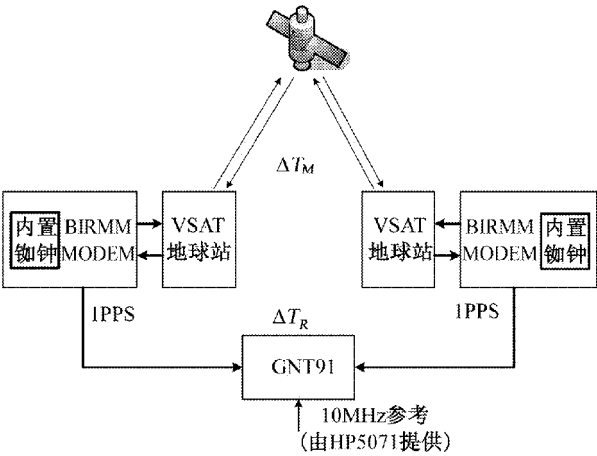 ΔT_M
内置
铷钟
BIRMM
MODEM
VSAT
地球站
VSAT
地球站
BIRMM
MODEM
内置
铷钟
1PPS
ΔT_R
1PPS
GNT91
10MHz参考
（由HP5071提供）